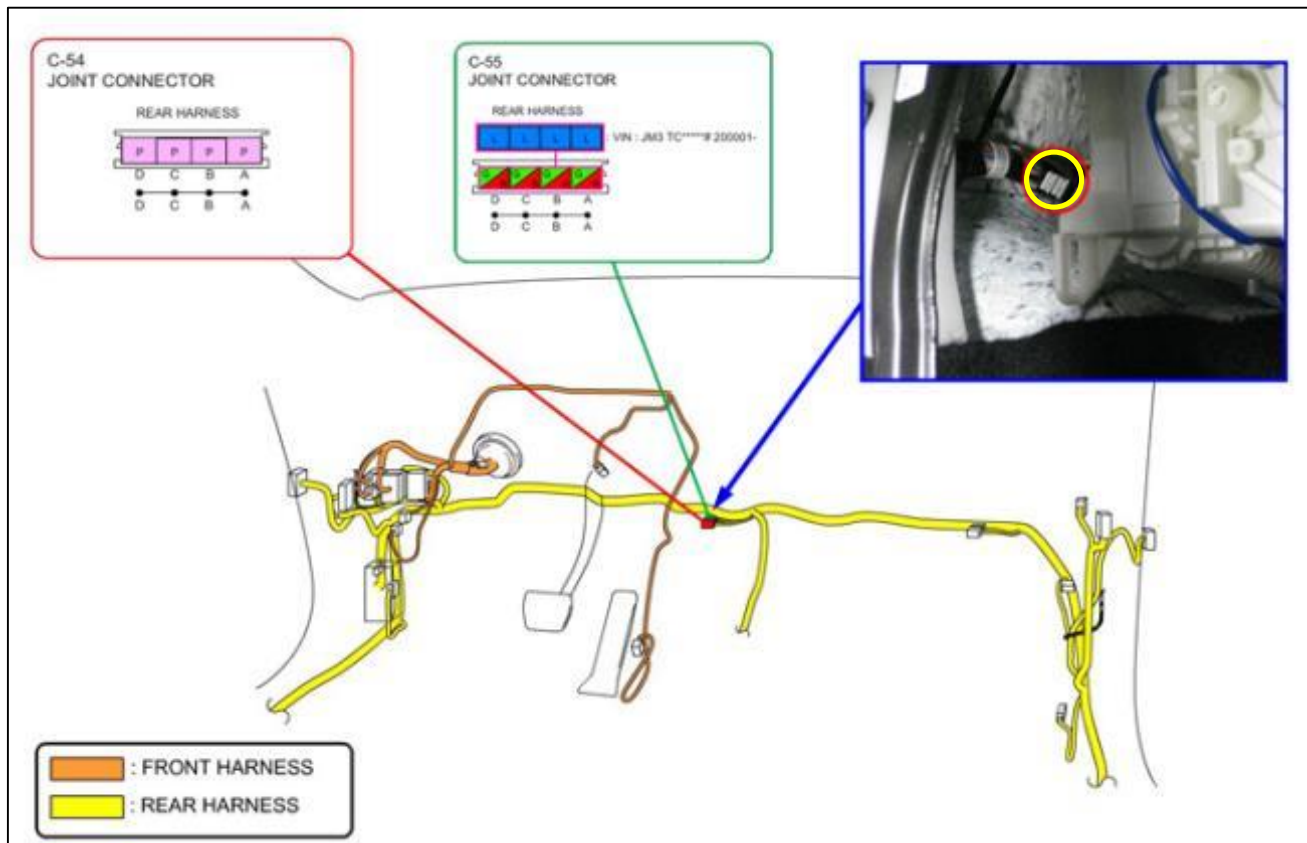 C-54
JOINT CONNECTOR
REAR HARNESS
P P P P
D C B A
D C B A
C-55
JOINT CONNECTOR
REAR HARNESS
L L L L : VIN : JM3 TC*****# 200001-
G G G G
D C B A
D C B A
: FRONT HARNESS
: REAR HARNESS